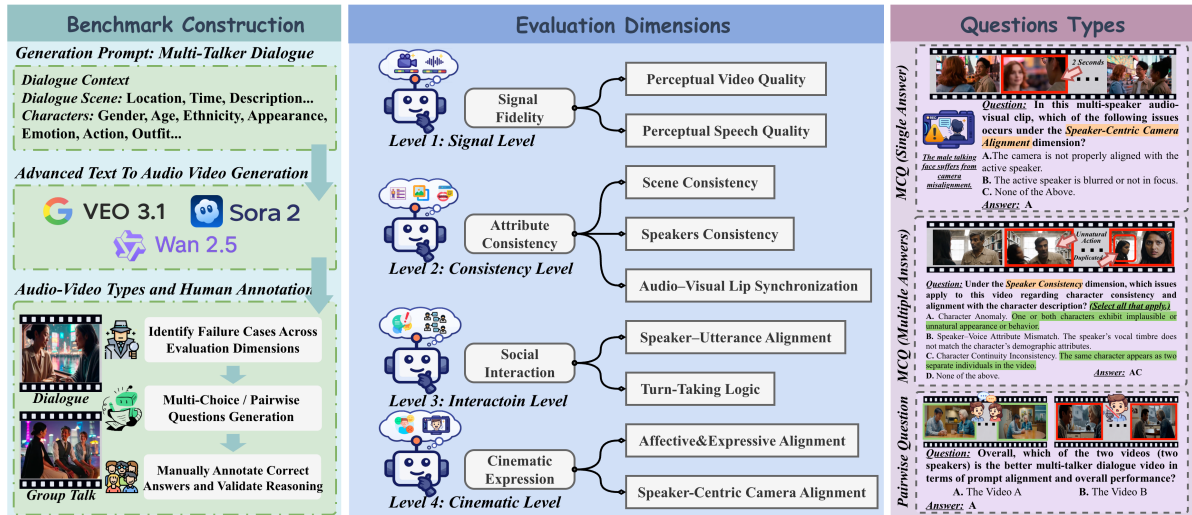 Benchmark Construction
Generation Prompt: Multi-Talker Dialogue
Dialogue Context
Dialogue Scene: Location, Time, Description...
Characters: Gender, Age, Ethnicity, Appearance,
Emotion, Action, Outfit...
Advanced Text To Audio Video Generation
VEO 3.1
Sora 2
Wan 2.5
Audio-Video Types and Human Annotation
Dialogue
Group Talk
Identify Failure Cases Across
Evaluation Dimensions
Multi-Choice / Pairwise
Questions Generation
Manually Annotate Correct
Answers and Validate Reasoning
Evaluation Dimensions
Signal
Fidelity
Level 1: Signal Level
Perceptual Video Quality
Perceptual Speech Quality
Attribute
Consistency
Level 2: Consistency Level
Scene Consistency
Speakers Consistency
Audio–Visual Lip Synchronization
Social
Interaction
Level 3: Interactoin Level
Speaker–Utterance Alignment
Turn-Taking Logic
Cinematic
Expression
Level 4: Cinematic Level
Affective&Expressive Alignment
Speaker-Centric Camera Alignment
Questions Types
MCQ (Single Answer)
2 Seconds
The male talking
face suffers from
camera
misalignment.
Question: In this multi-speaker audio-
visual clip, which of the following issues
occurs under the Speaker-Centric Camera
Alignment dimension?
A.The camera is not properly aligned with the
active speaker.
B. The active speaker is blurred or not in focus.
C. None of the Above.
Answer: A
MCQ (Multiple Answers)
Unnatural
Action
Duplicated
Question: Under the Speaker Consistency dimension, which issues
apply to this video regarding character consistency and
alignment with the character description? (Select all that apply.)
A. Character Anomaly. One or both characters exhibit implausible or
unnatural appearance or behavior.
B. Speaker–Voice Attribute Mismatch. The speaker's vocal timbre does
not match the character's demographic attributes.
C. Character Continuity Inconsistency. The same character appears as two
separate individuals in the video.
D. None of the above.
Answer: AC
Pairwise Question
Question: Overall, which of the two videos (two
speakers) is the better multi-talker dialogue video in
terms of prompt alignment and overall performance?
A. The Video A
B. The Video B
Answer: A